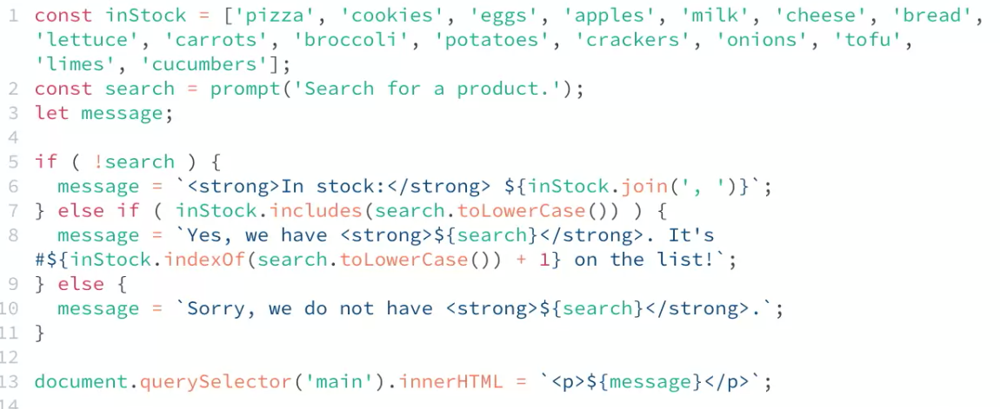 1 const inStock = ['pizza', 'cookies', 'eggs', 'apples', 'milk', 'cheese', 'bread',
'lettuce', 'carrots', 'broccoli', 'potatoes', 'crackers', 'onions', 'tofu',
'limes', 'cucumbers'];
2 const search = prompt('Search for a product.');
3 let message;
4
5 if ( !search ) {
6   message = `<strong>In stock:</strong> ${inStock.join(', ')}`;
7 } else if ( inStock.includes(search.toLowerCase()) ) {
8   message = `Yes, we have <strong>${search}</strong>. It's
#${inStock.indexOf(search.toLowerCase()) + 1} on the list!`;
9 } else {
10   message = `Sorry, we do not have <strong>${search}</strong>.`;
11 }
12
13 document.querySelector('main').innerHTML = `<p>${message}</p>`;
14